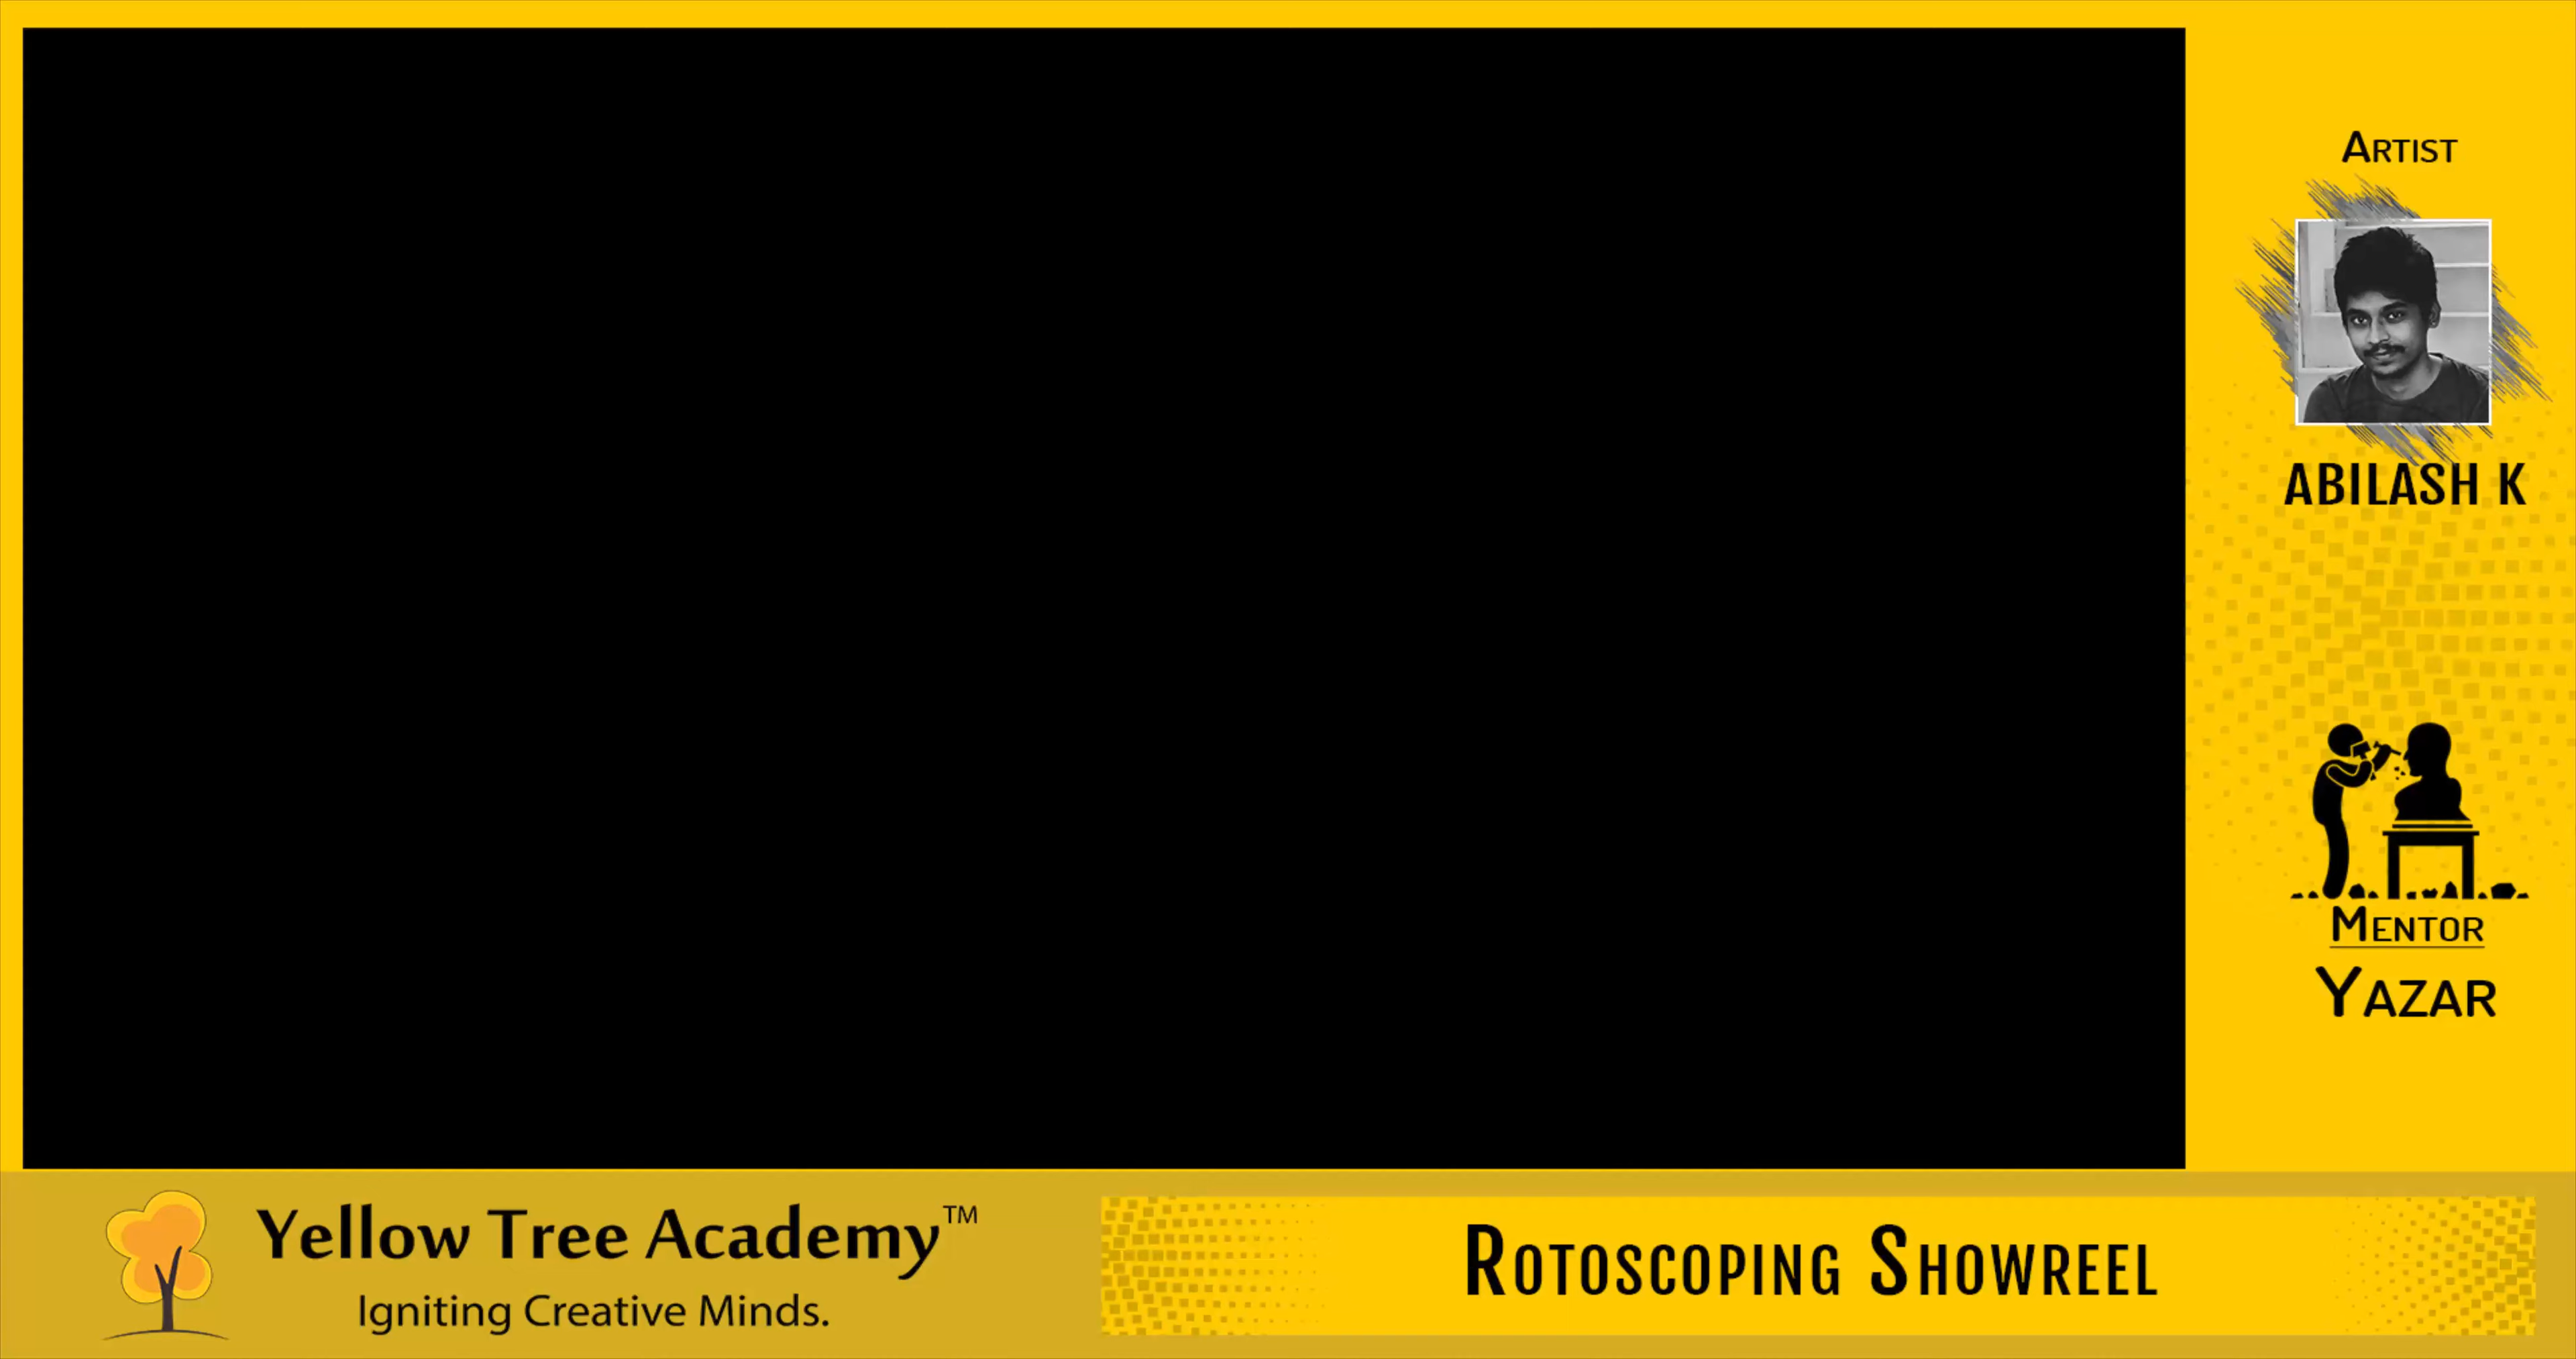 ARTIST
ABILASH K
MENTOR
YAZAR
Yellow Tree Academy™
Igniting Creative Minds.
ROTOSCOPING SHOWREEL